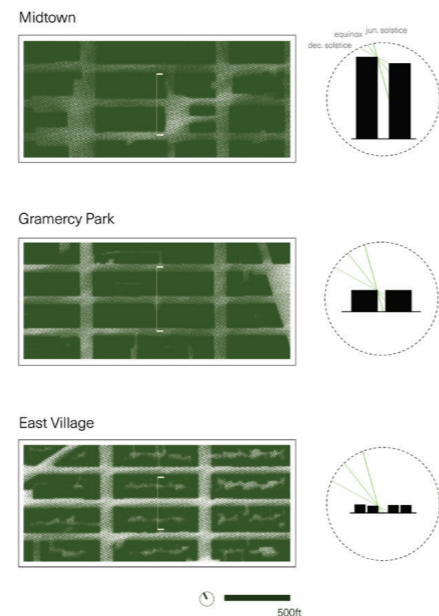 Midtown
equinox
jun. solstice
dec. solstice
Gramercy Park
East Village
500ft